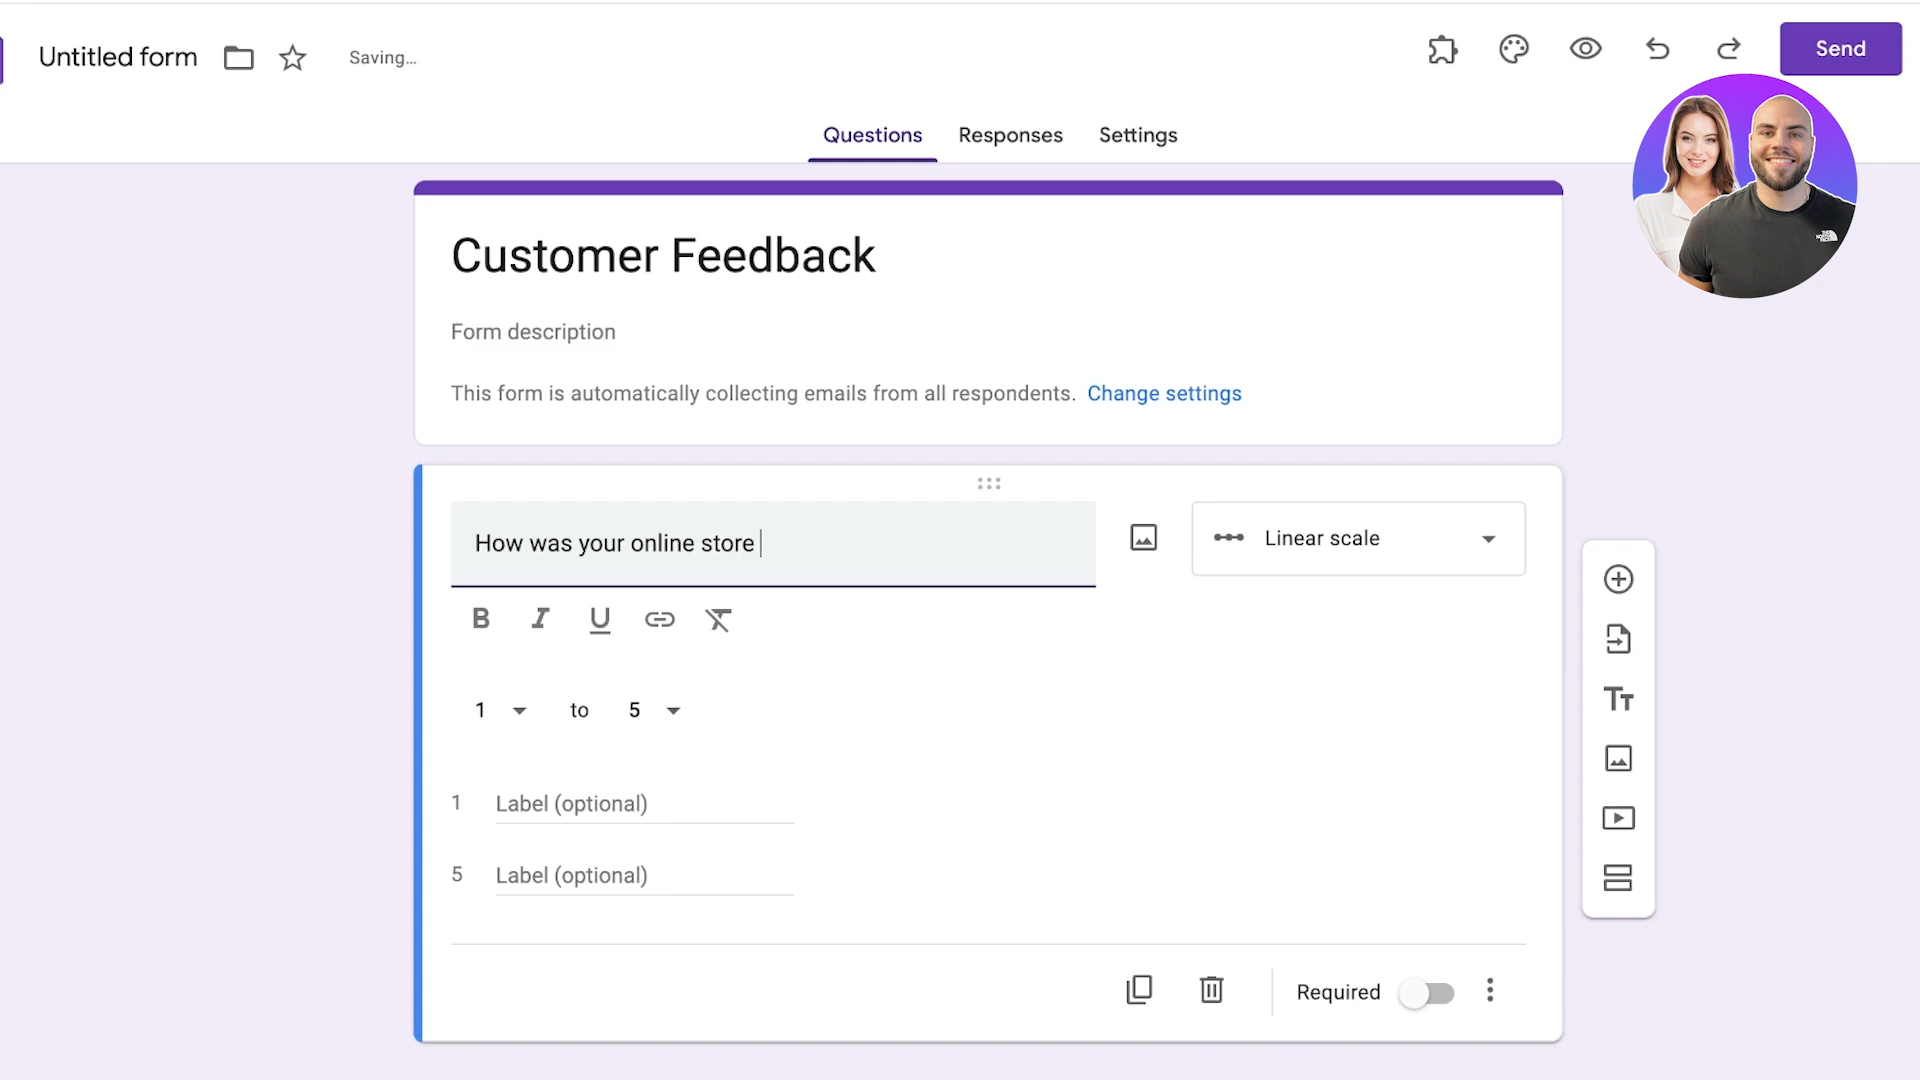 Untitled form
Saving...
Send
Questions
Responses
Settings
Customer Feedback
Form description
This form is automatically collecting emails from all respondents. Change settings
How was your online store
Linear scale
B I U
1 to 5
1 Label (optional)
5 Label (optional)
Required
Tт